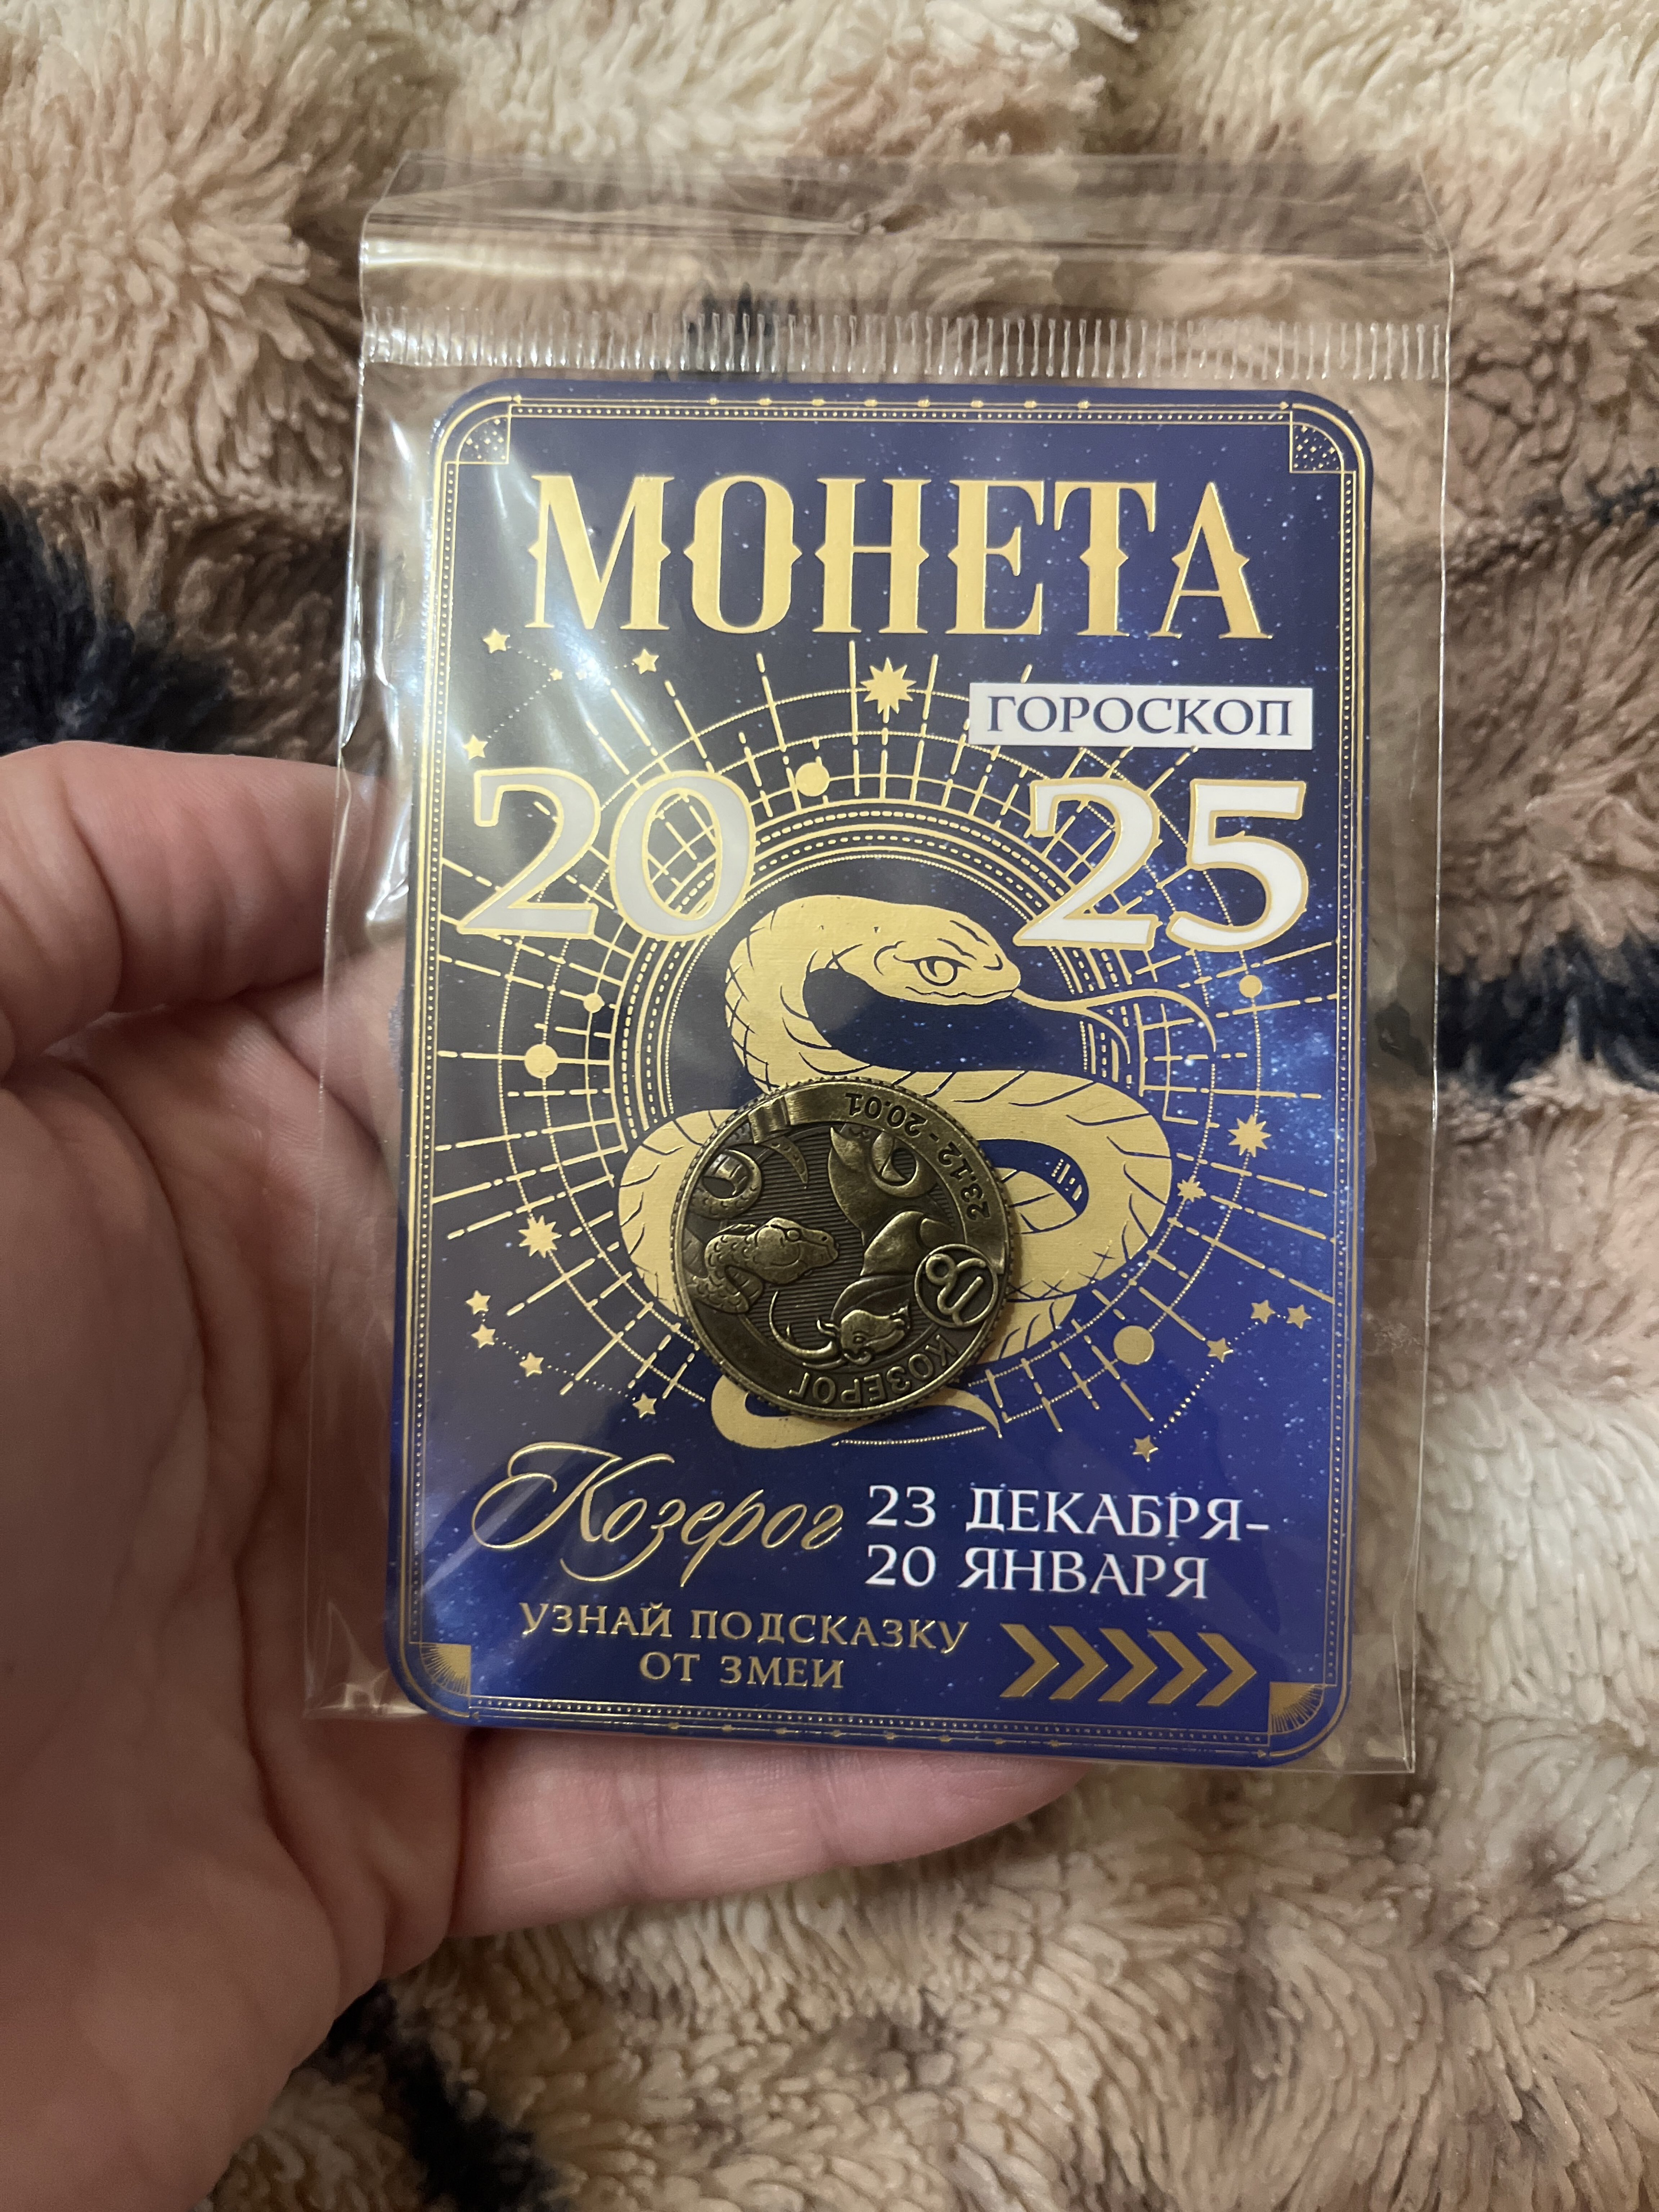 МОНЕТА
ГОРОСКОП
2025
23.12 - 20.01
КОЗЕРОГ
Козерог
23 ДЕКАБРЯ-
20 ЯНВАРЯ
УЗНАЙ ПОДСКАЗКУ
ОТ ЗМЕИ